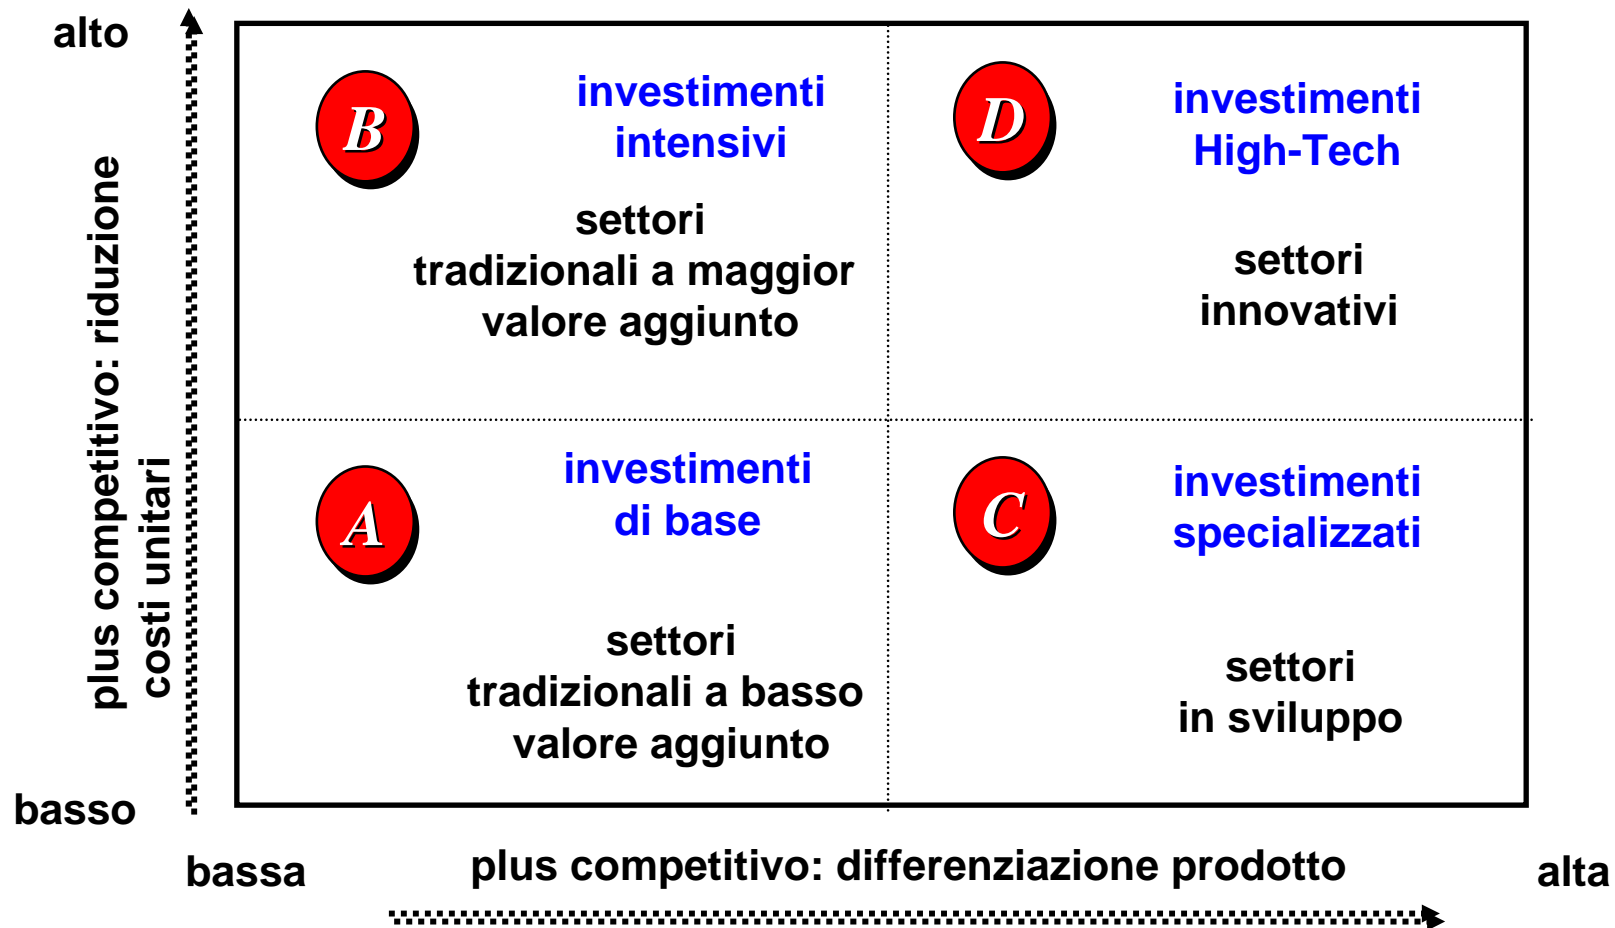 alto
plus competitivo: riduzione
costi unitari
basso
B
investimenti
intensivi
settori
tradizionali a maggior
valore aggiunto
D
investimenti
High-Tech
settori
innovativi
A
investimenti
di base
settori
tradizionali a basso
valore aggiunto
C
investimenti
specializzati
settori
in sviluppo
bassa
plus competitivo: differenziazione prodotto
alta